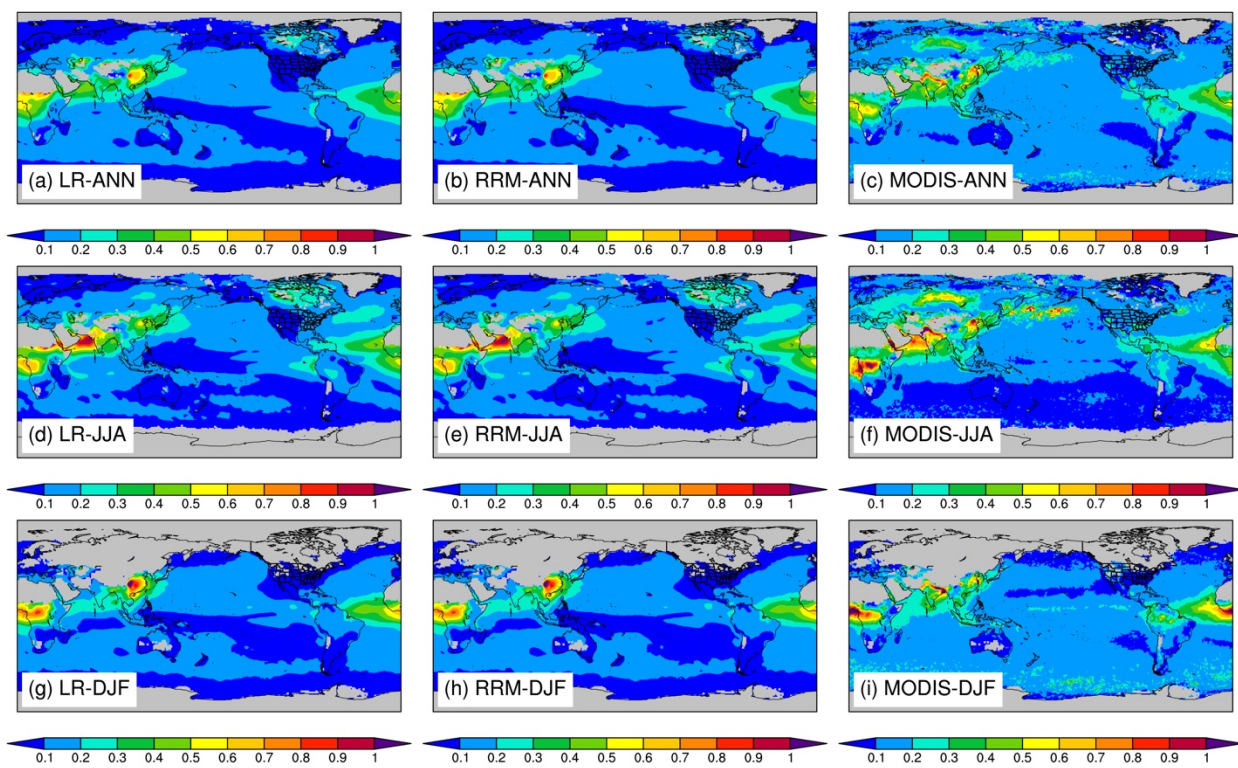 (a) LR-ANN
(b) RRM-ANN
(c) MODIS-ANN
0.1 0.2 0.3 0.4 0.5 0.6 0.7 0.8 0.9 1
0.1 0.2 0.3 0.4 0.5 0.6 0.7 0.8 0.9 1
0.1 0.2 0.3 0.4 0.5 0.6 0.7 0.8 0.9 1
(d) LR-JJA
(e) RRM-JJA
(f) MODIS-JJA
0.1 0.2 0.3 0.4 0.5 0.6 0.7 0.8 0.9 1
0.1 0.2 0.3 0.4 0.5 0.6 0.7 0.8 0.9 1
0.1 0.2 0.3 0.4 0.5 0.6 0.7 0.8 0.9 1
(g) LR-DJF
(h) RRM-DJF
(i) MODIS-DJF
0.1 0.2 0.3 0.4 0.5 0.6 0.7 0.8 0.9 1
0.1 0.2 0.3 0.4 0.5 0.6 0.7 0.8 0.9 1
0.1 0.2 0.3 0.4 0.5 0.6 0.7 0.8 0.9 1